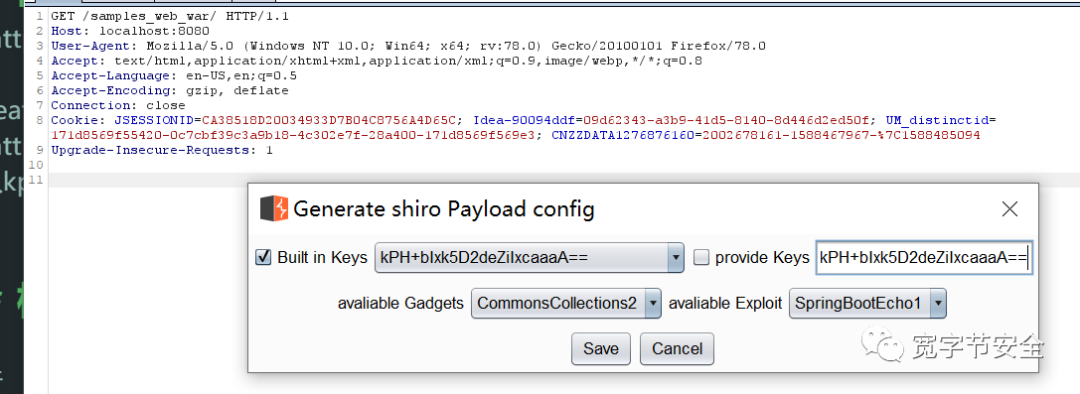 1 GET /samples_web_war/ HTTP/1.1
2 Host: localhost:8080
3 User-Agent: Mozilla/5.0 (Windows NT 10.0; Win64; x64; rv:78.0) Gecko/20100101 Firefox/78.0
4 Accept: text/html,application/xhtml+xml,application/xml;q=0.9,image/webp,*/*;q=0.8
5 Accept-Language: en-US,en;q=0.5
6 Accept-Encoding: gzip, deflate
7 Connection: close
8 Cookie: JSESSIONID=CA38518D20034933D7B04C8756A4D65C; Idea-90094ddf=09d62343-a3b9-41d5-8140-8d446d2ed50f; UM_distinctid=
171d8569f55420-0c7cbf39c3a9b18-4c302e7f-28a400-171d8569f569e3; CNZZDATA1276876160=2002678161-1588467967-%7C1588485094
9 Upgrade-Insecure-Requests: 1
10
11
Generate shiro Payload config
Built in Keys kPH+bIxk5D2deZiIxcaaaA== provide Keys kPH+bIxk5D2deZiIxcaaaA==
avaliable Gadgets CommonsCollections2 avaliable Exploit SpringBootEcho1
Save Cancel
宽字节安全